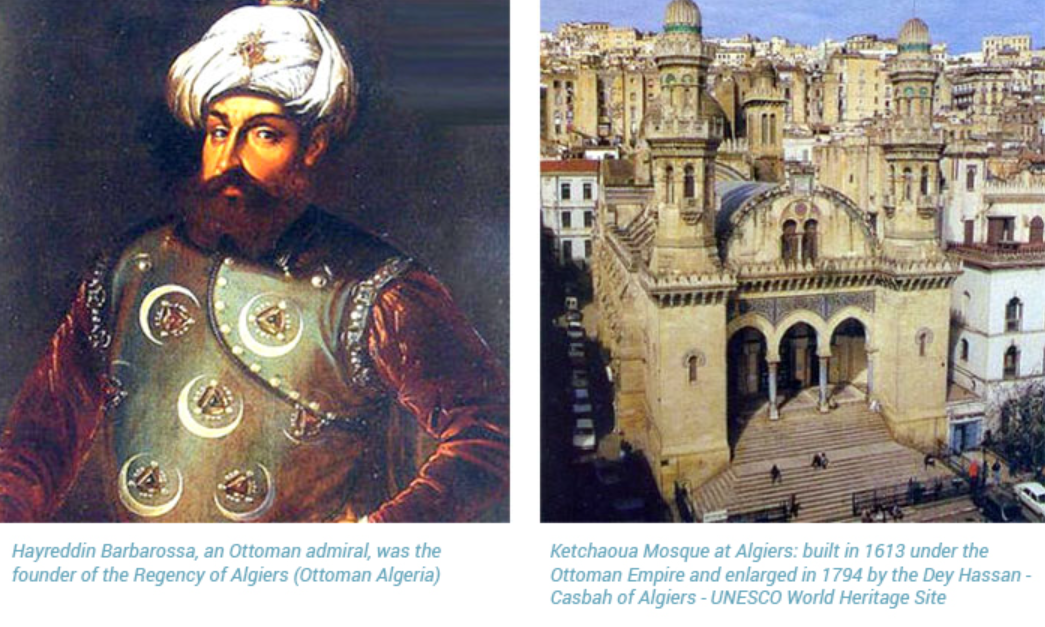 Hayreddin Barbarossa, an Ottoman admiral, was the
founder of the Regency of Algiers (Ottoman Algeria)
Ketchaoua Mosque at Algiers: built in 1613 under the
Ottoman Empire and enlarged in 1794 by the Dey Hassan -
Casbah of Algiers - UNESCO World Heritage Site